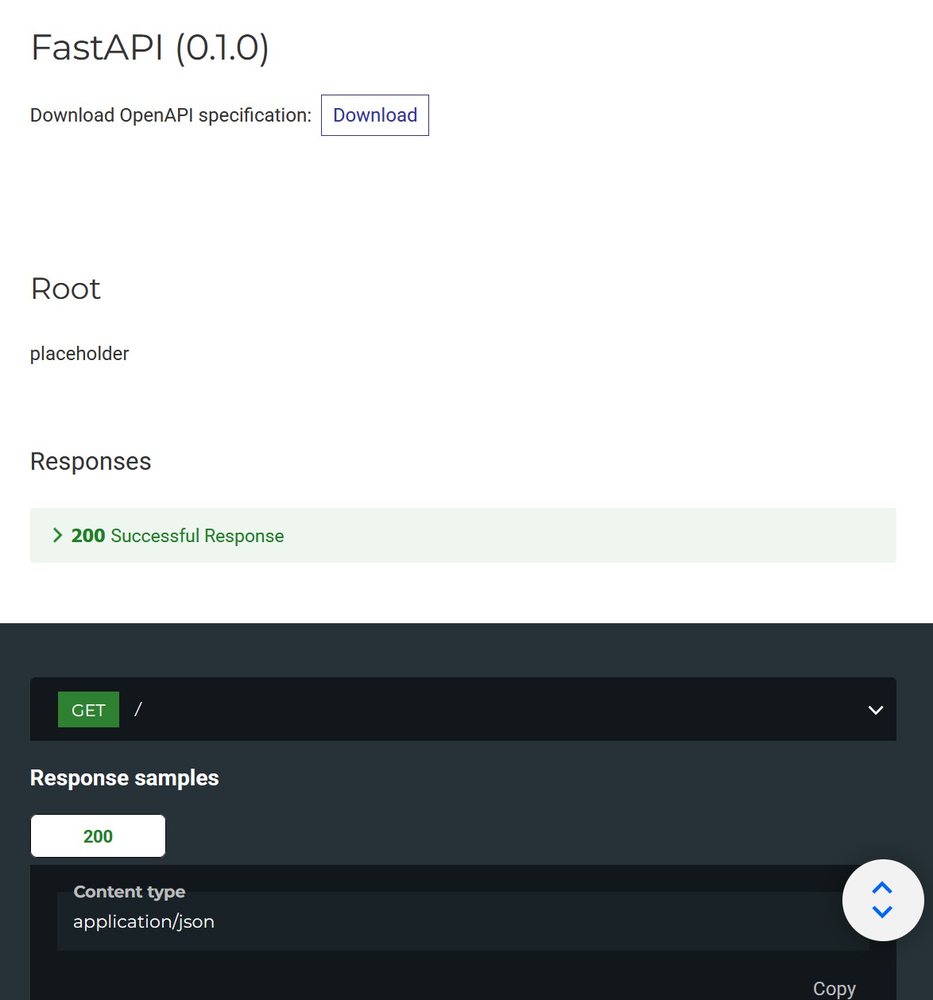 FastAPI (0.1.0)
Download OpenAPI specification: Download
Root
placeholder
Responses
200 Successful Response
GET /
Response samples
200
Content type
application/json
Copy